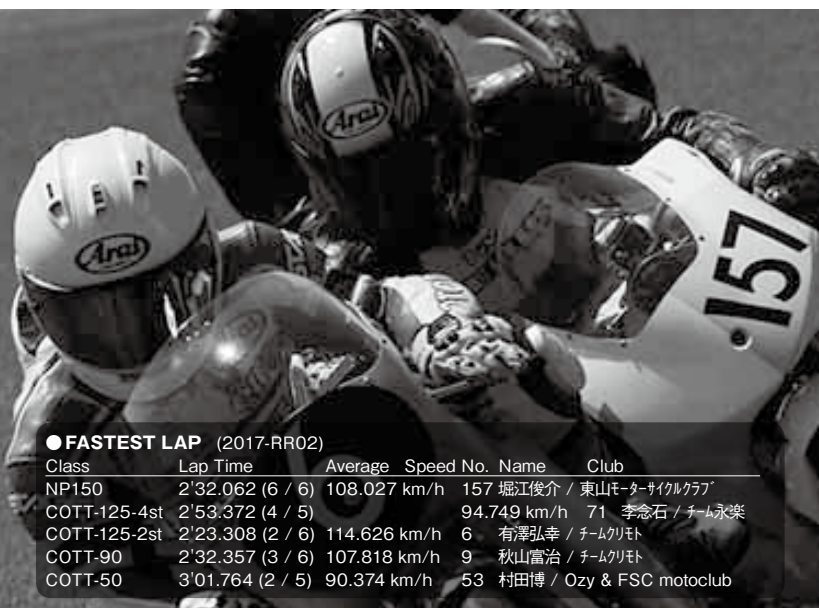 Arai
Arai
157
●FASTEST LAP (2017-RR02)
Class Lap Time Average Speed No. Name Club
NP150 2'32.062 (6 / 6) 108.027 km/h 157 堀江俊介 / 東山ﾓｰﾀｰｻｲｸﾙｸﾗﾌﾞ
COTT-125-4st 2'53.372 (4 / 5) 94.749 km/h 71 李念石 / ﾁｰﾑ永楽
COTT-125-2st 2'23.308 (2 / 6) 114.626 km/h 6 有澤弘幸 / ﾁｰﾑｸﾘﾓﾄ
COTT-90 2'32.357 (3 / 6) 107.818 km/h 9 秋山富治 / ﾁｰﾑｸﾘﾓﾄ
COTT-50 3'01.764 (2 / 5) 90.374 km/h 53 村田博 / Ozy & FSC motoclub